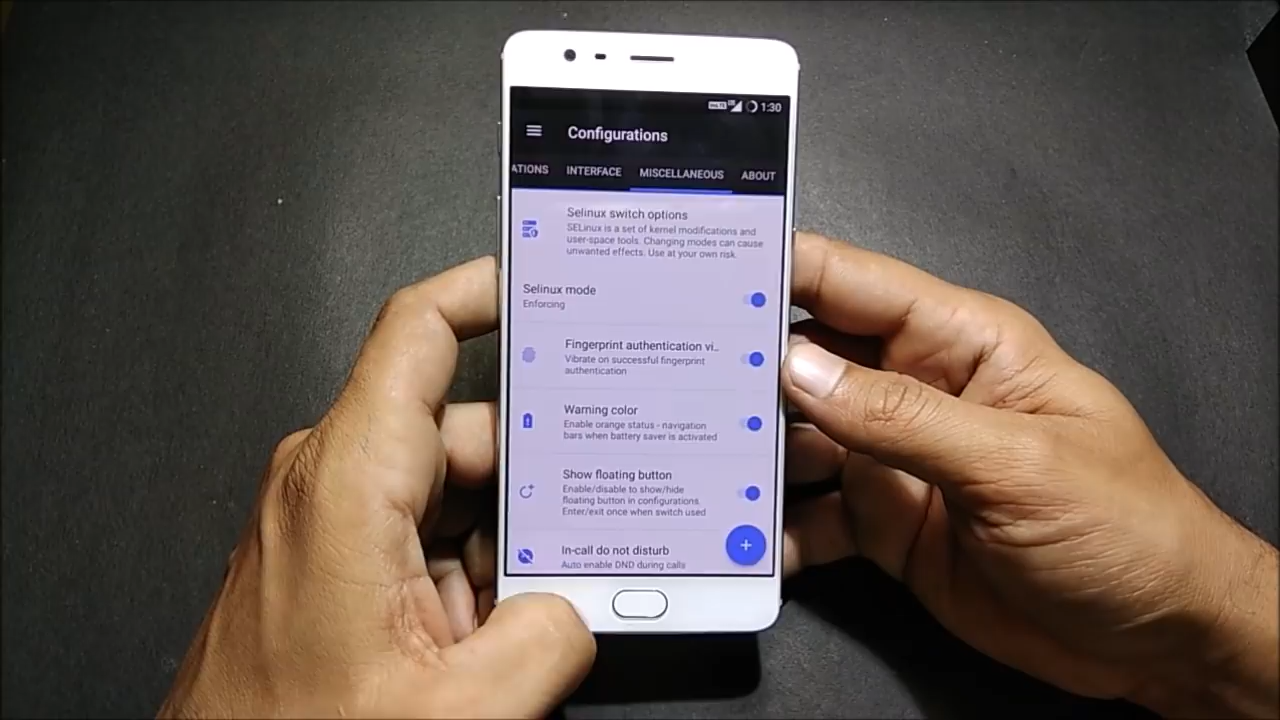 1:30
Configurations
ATIONS INTERFACE MISCELLANEOUS ABOUT
Selinux switch options
SELinux is a set of kernel modifications and
user-space tools. Changing modes can cause
unwanted effects. Use at your own risk.
Selinux mode
Enforcing
Fingerprint authentication vi..
Vibrate on successful fingerprint
authentication
Warning color
Enable orange status - navigation
bars when battery saver is activated
Show floating button
Enable/disable to show/hide
floating button in configurations.
Enter/exit once when switch used
In-call do not disturb
Auto enable DND during calls